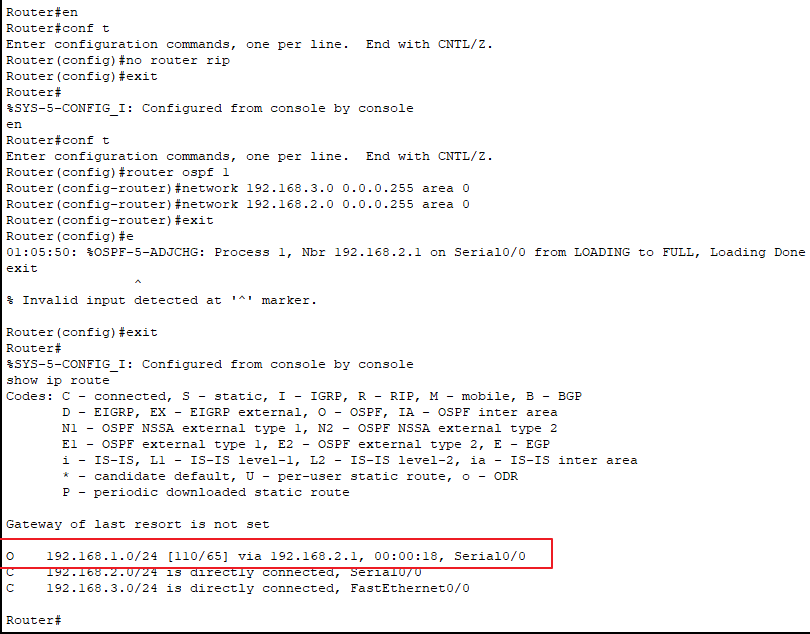 Router#en
Router#conf t
Enter configuration commands, one per line.  End with CNTL/Z.
Router(config)#no router rip
Router(config)#exit
Router#
%SYS-5-CONFIG_I: Configured from console by console
en
Router#conf t
Enter configuration commands, one per line.  End with CNTL/Z.
Router(config)#router ospf 1
Router(config-router)#network 192.168.3.0 0.0.0.255 area 0
Router(config-router)#network 192.168.2.0 0.0.0.255 area 0
Router(config-router)#exit
Router(config)#e
01:05:50: %OSPF-5-ADJCHG: Process 1, Nbr 192.168.2.1 on Serial0/0 from LOADING to FULL, Loading Done
exit
                ^
% Invalid input detected at '^' marker.

Router(config)#exit
Router#
%SYS-5-CONFIG_I: Configured from console by console
show ip route
Codes: C - connected, S - static, I - IGRP, R - RIP, M - mobile, B - BGP
       D - EIGRP, EX - EIGRP external, O - OSPF, IA - OSPF inter area
       N1 - OSPF NSSA external type 1, N2 - OSPF NSSA external type 2
       E1 - OSPF external type 1, E2 - OSPF external type 2, E - EGP
       i - IS-IS, L1 - IS-IS level-1, L2 - IS-IS level-2, ia - IS-IS inter area
       * - candidate default, U - per-user static route, o - ODR
       P - periodic downloaded static route

Gateway of last resort is not set

O    192.168.1.0/24 [110/65] via 192.168.2.1, 00:00:18, Serial0/0
C    192.168.2.0/24 is directly connected, Serial0/0
C    192.168.3.0/24 is directly connected, FastEthernet0/0

Router#